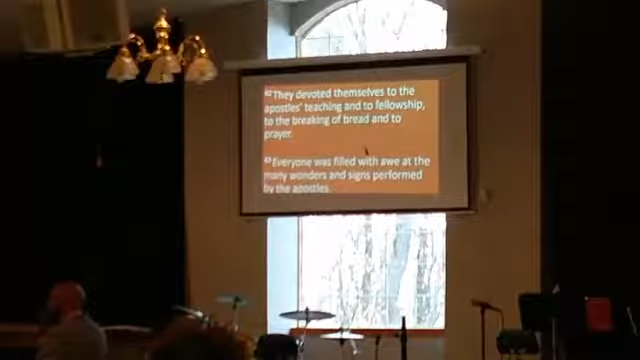 42 They devoted themselves to the
apostles' teaching and to fellowship,
to the breaking of bread and to
prayer.
43 Everyone was filled with awe at the
many wonders and signs performed
by the apostles.